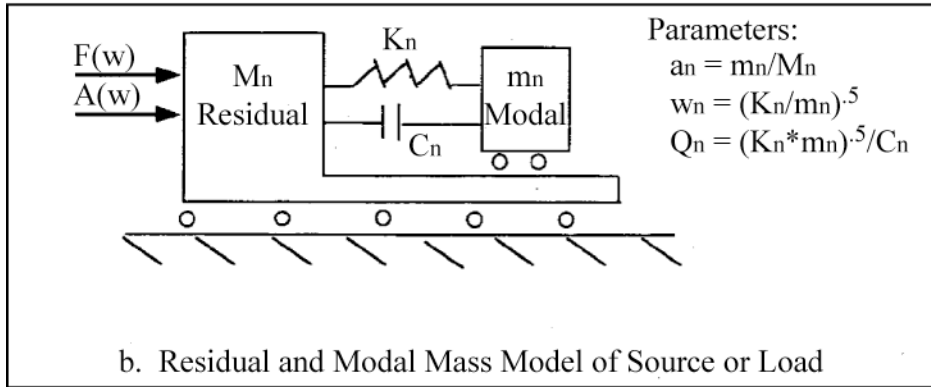 F(w)
A(w)
Mn
Residual
Kn
Cn
mn
Modal
Parameters:
an = mn/Mn
wn = (Kn/mn).5
Qn = (Kn*mn).5/Cn
b. Residual and Modal Mass Model of Source or Load